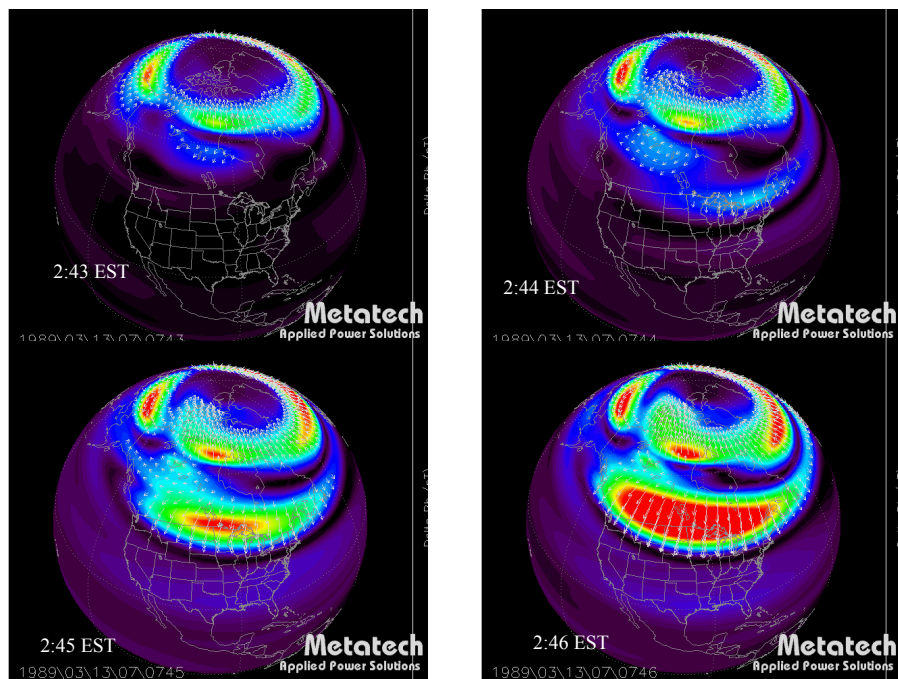 2:43 EST
Metatech
Applied Power Solutions
1989\03\13\07\0743
2:44 EST
Metatech
Applied Power Solutions
1989\03\13\07\0744
2:45 EST
Metatech
Applied Power Solutions
1989\03\13\07\0745
2:46 EST
Metatech
Applied Power Solutions
1989\03\13\07\0746